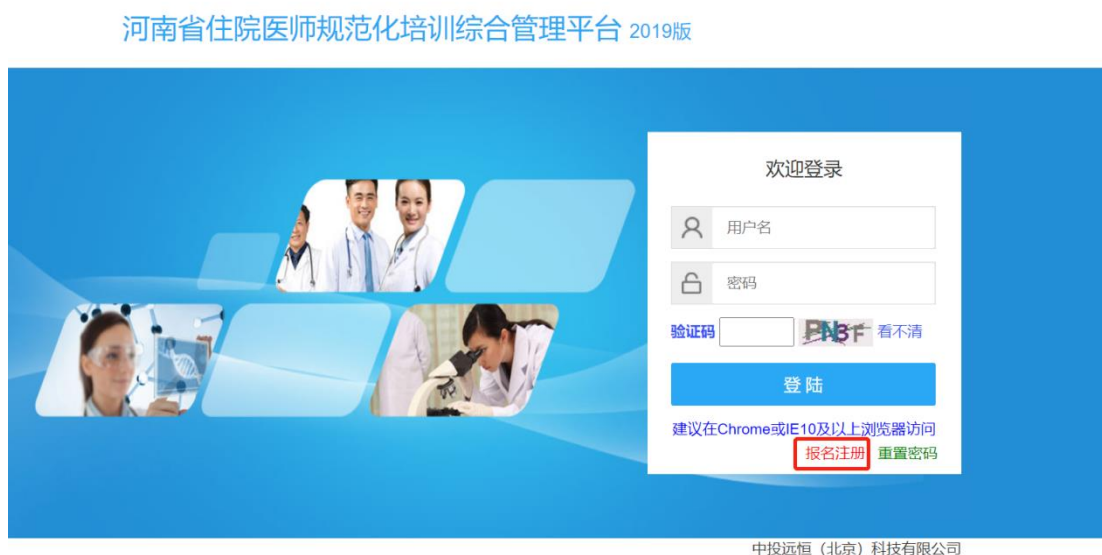 河南省住院医师规范化培训综合管理平台 2019版
欢迎登录
用户名
密码
验证码 PN3F 看不清
登 陆
建议在Chrome或IE10及以上浏览器访问
报名注册 重置密码
中投远恒（北京）科技有限公司